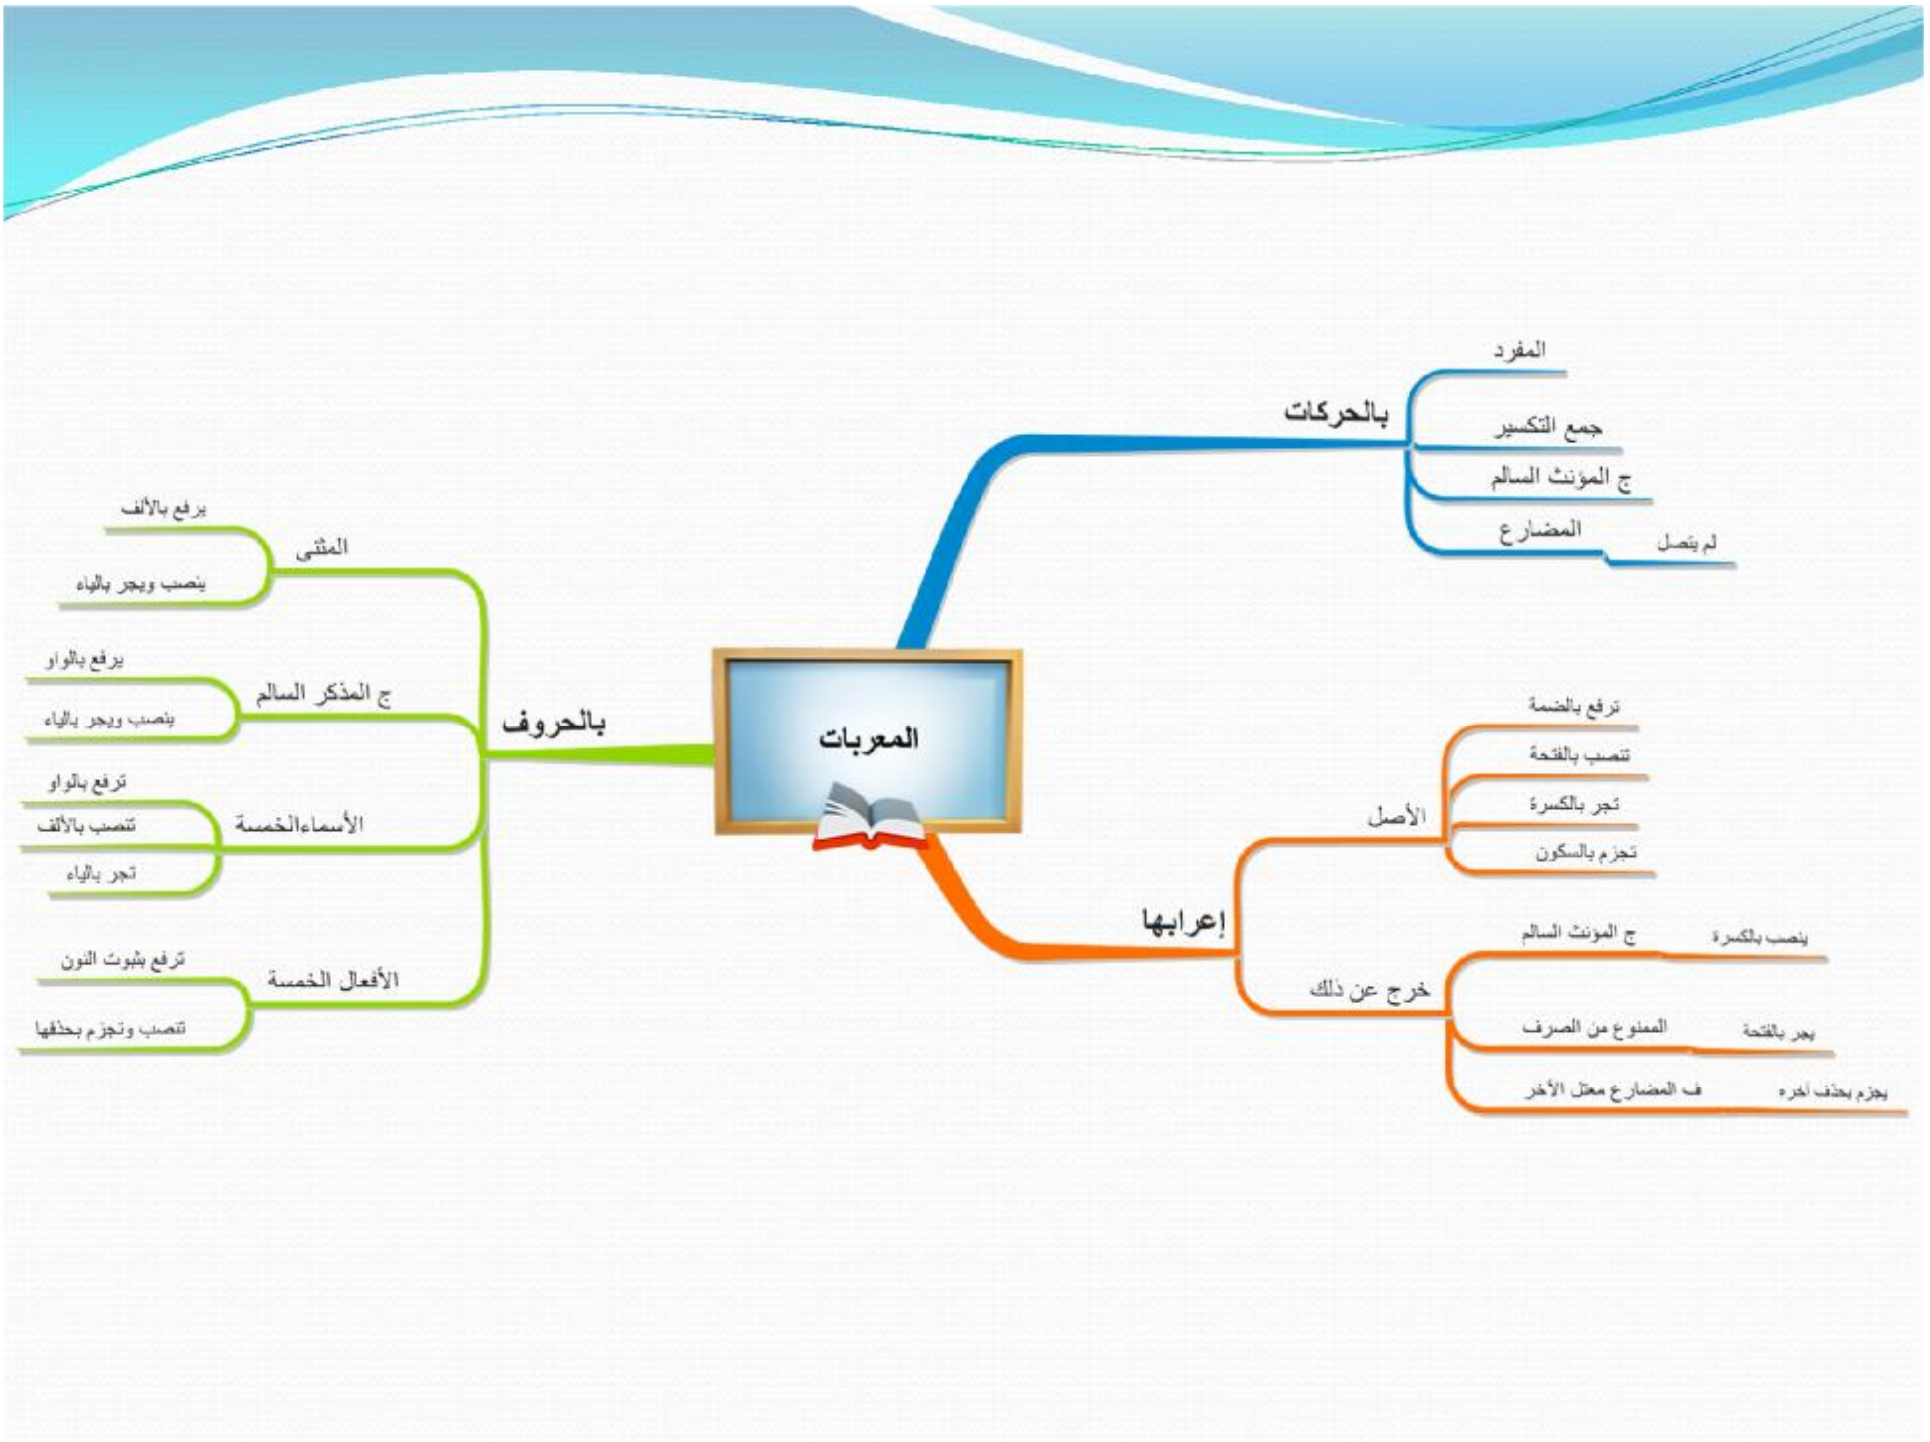 المعربات
بالحركات
المفرد
جمع التكسير
ج المؤنث السالم
المضارع
لم يتصل
إعرابها
الأصل
ترفع بالضمة
تنصب بالفتحة
تجر بالكسرة
تجزم بالسكون
خرج عن ذلك
ج المؤنث السالم
ينصب بالكسرة
الممنوع من الصرف
يجر بالفتحة
ف المضارع معتل الأخر
يجزم بحذف أخره
بالحروف
المثنى
يرفع بالألف
ينصب ويجر بالياء
ج المذكر السالم
يرفع بالواو
ينصب ويجر بالياء
الأسماءالخمسة
ترفع بالواو
تنصب بالألف
تجر بالياء
الأفعال الخمسة
ترفع بثبوت النون
تنصب وتجزم بحذفها